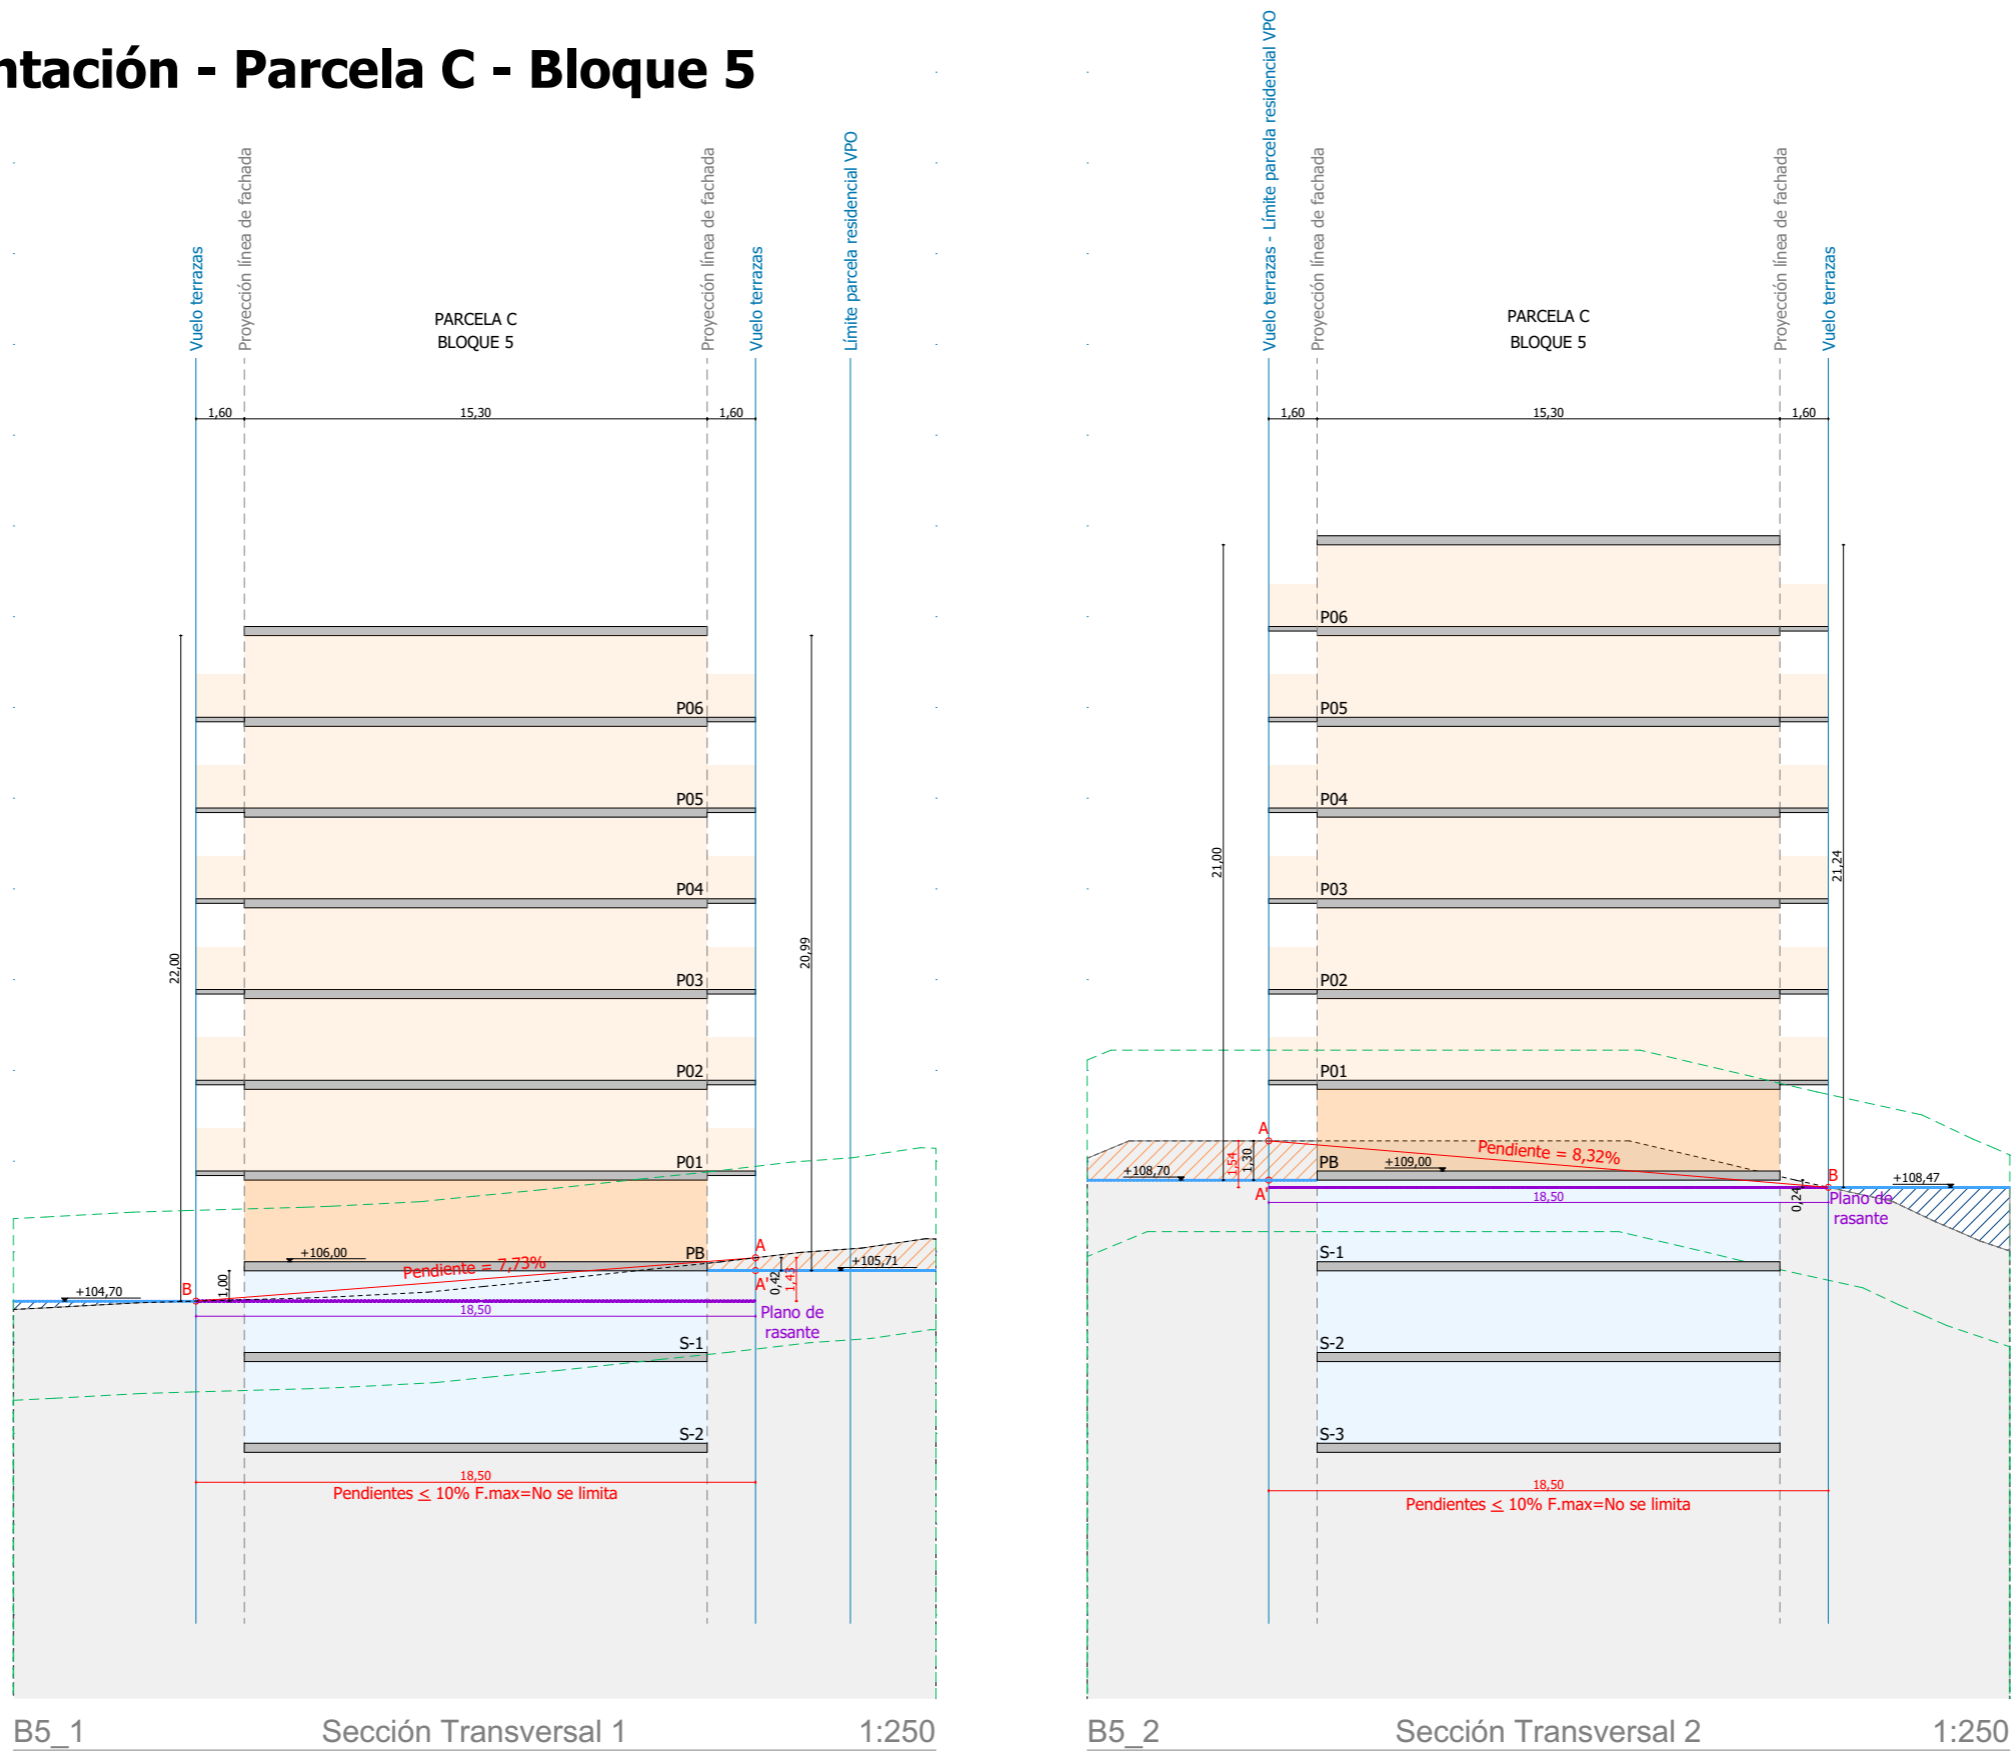 ntación - Parcela C - Bloque 5
Vuelo terrazas
Proyección línea de fachada
Proyección línea de fachada
Vuelo terrazas
Límite parcela residencial VPO
PARCELA C
BLOQUE 5
1,60
15,30
1,60
P06
P05
P04
P03
P02
P01
PB
22,00
20,99
+106,00
Pendiente = 7,73%
A
A'
B
+104,70
+105,71
1,00
0,42
1,43
18,50
Plano de
rasante
S-1
S-2
18,50
Pendientes ≤ 10% F.max=No se limita
B5_1
Sección Transversal 1
1:250
Vuelo terrazas - Límite parcela residencial VPO
Proyección línea de fachada
Proyección línea de fachada
Vuelo terrazas
PARCELA C
BLOQUE 5
1,60
15,30
1,60
P06
P05
P04
P03
P02
P01
PB
21,00
21,24
A
A'
B
Pendiente = 8,32%
+108,70
+109,00
+108,47
1,54
1,30
0,24
18,50
Plano de
rasante
S-1
S-2
S-3
18,50
Pendientes ≤ 10% F.max=No se limita
B5_2
Sección Transversal 2
1:250